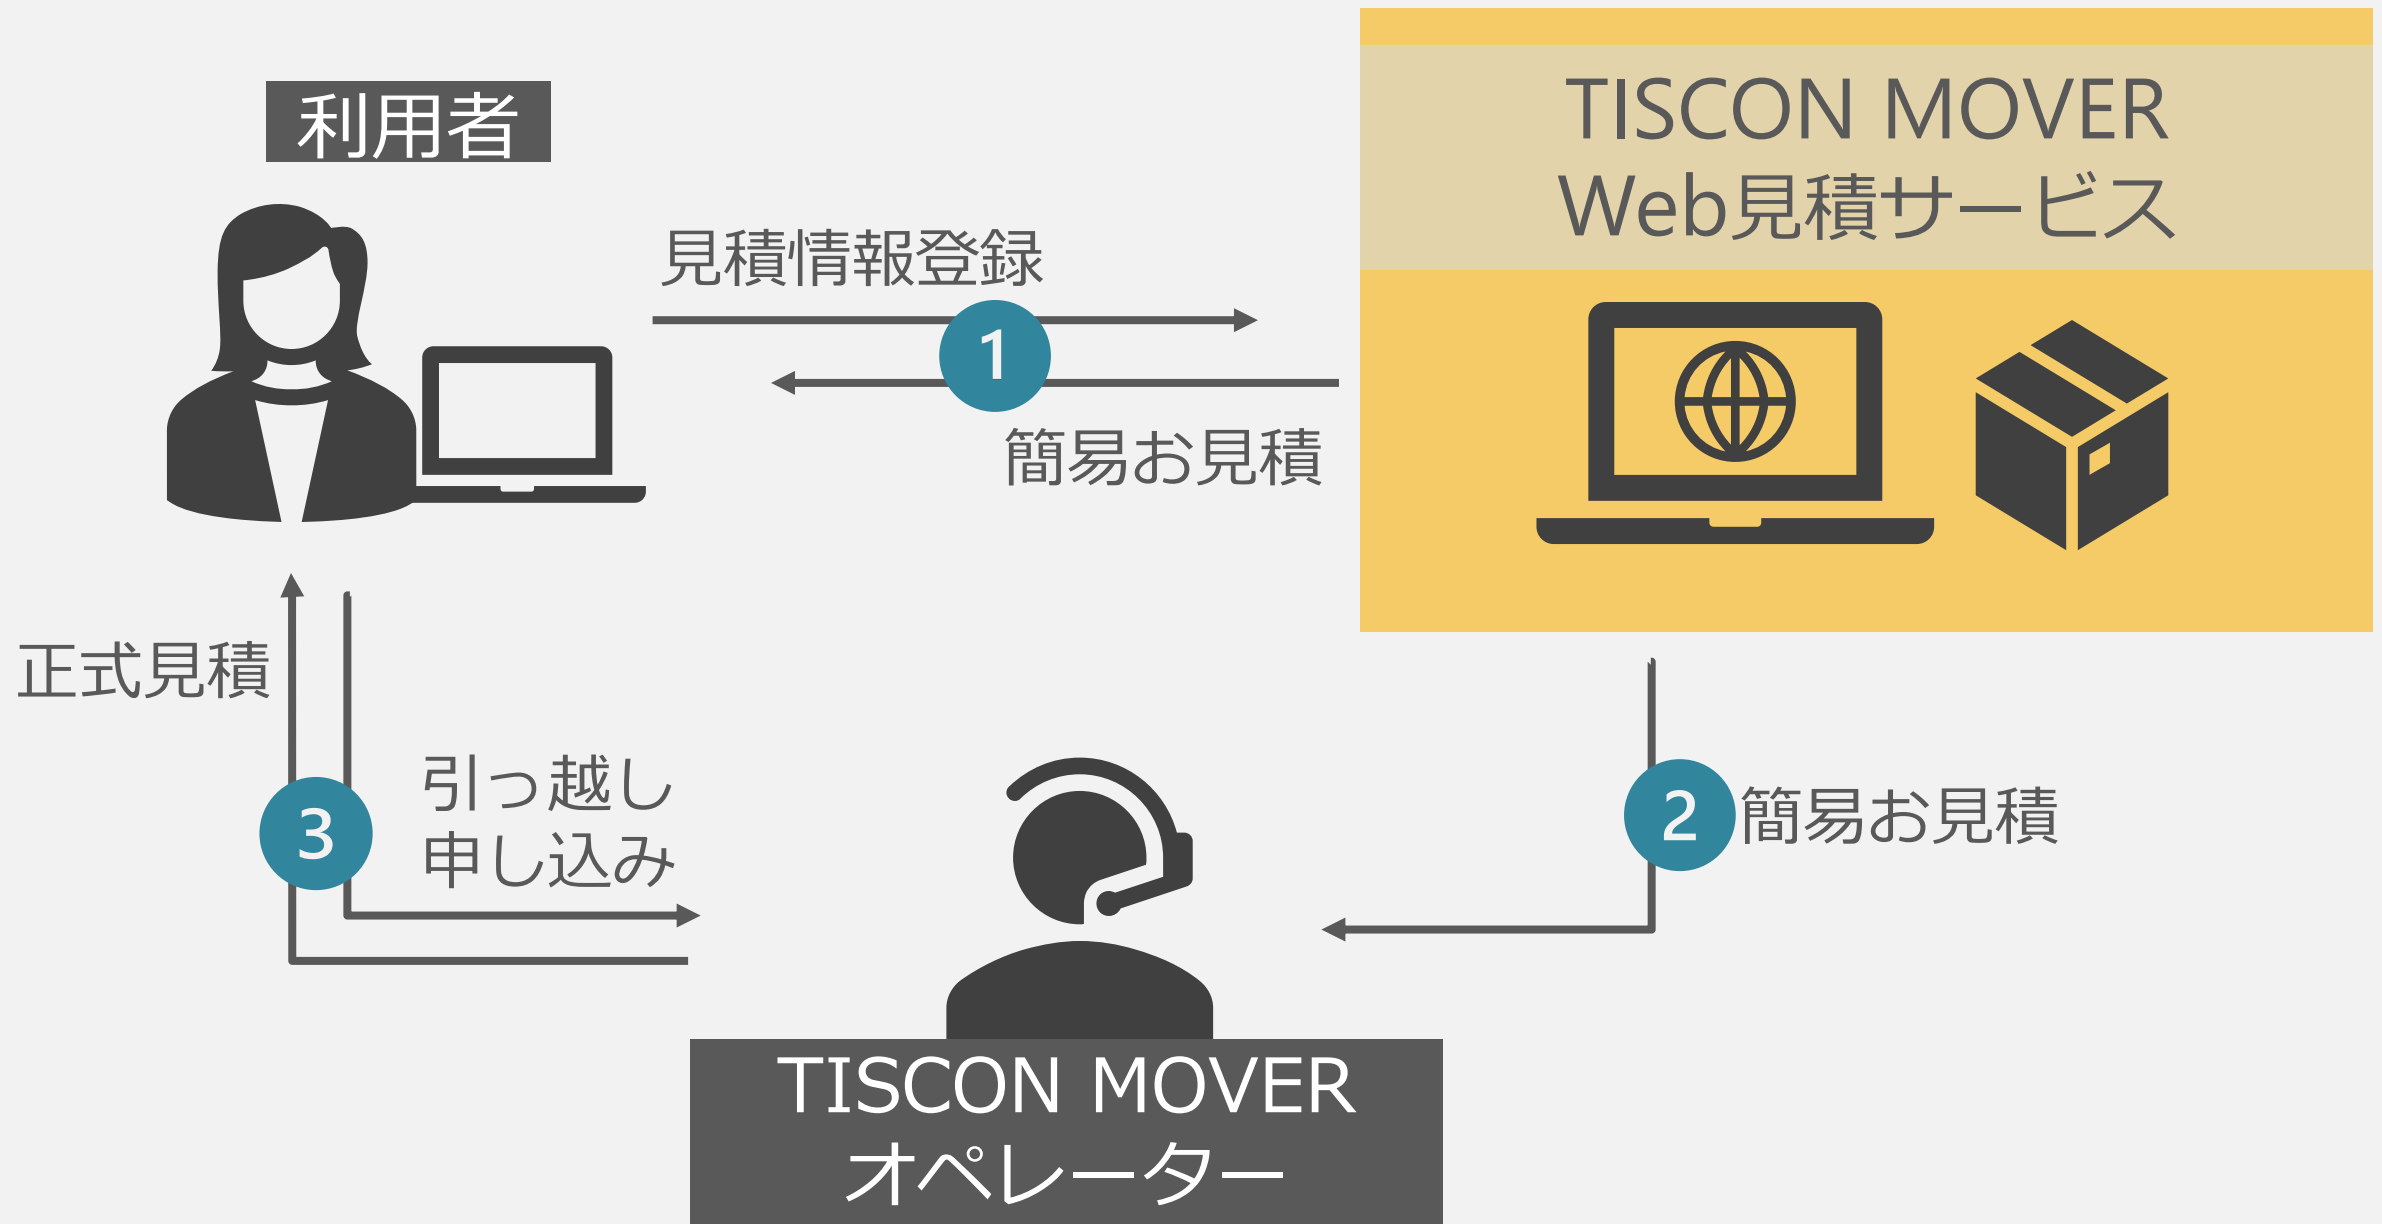 利用者
TISCON MOVER
Web見積サービス
見積情報登録
1
簡易お見積
正式見積
引っ越し
申し込み
3
2
簡易お見積
TISCON MOVER
オペレーター